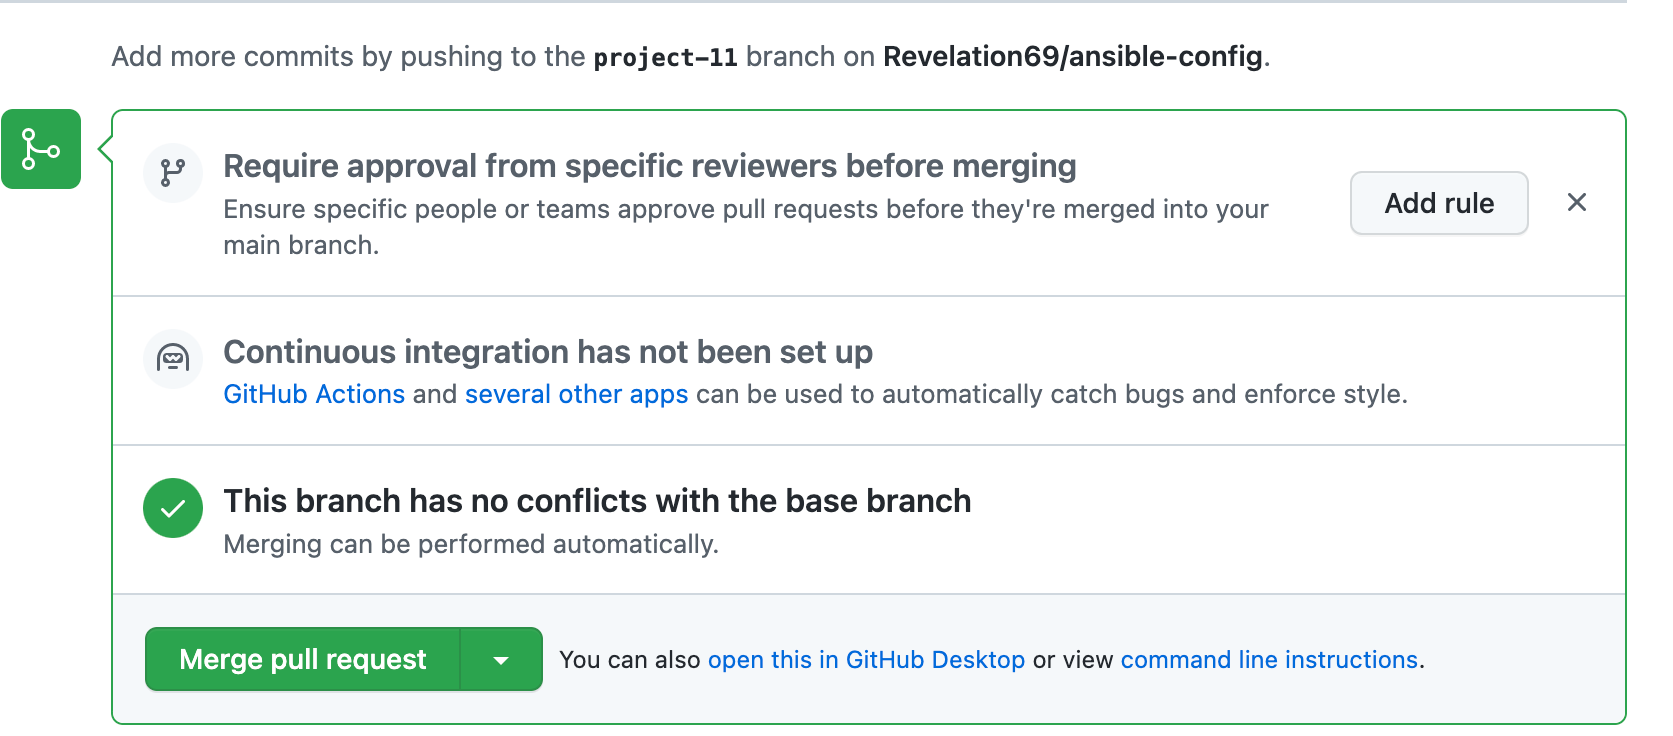 Add more commits by pushing to the project-11 branch on Revelation69/ansible-config.
Require approval from specific reviewers before merging
Ensure specific people or teams approve pull requests before they're merged into your
main branch.
Add rule
Continuous integration has not been set up
GitHub Actions and several other apps can be used to automatically catch bugs and enforce style.
This branch has no conflicts with the base branch
Merging can be performed automatically.
Merge pull request
You can also open this in GitHub Desktop or view command line instructions.